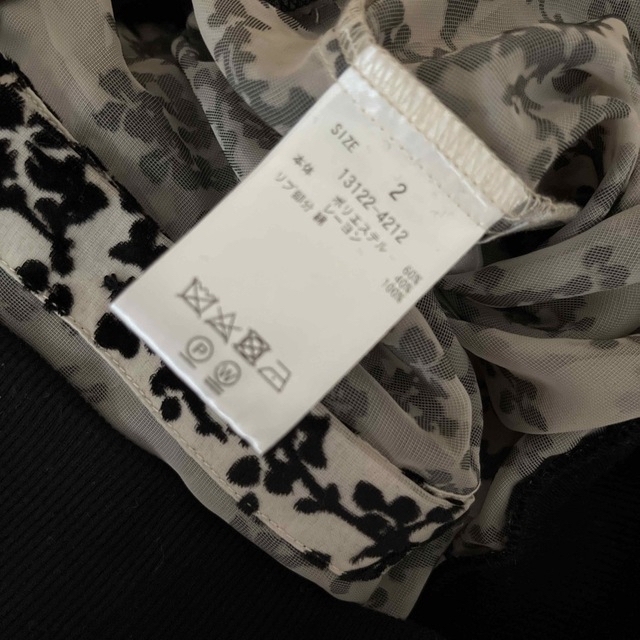 SIZE 2
13122-4212
本体 ポリエステル 60%
レーヨン 40%
リブ部分 綿 100%
P
W